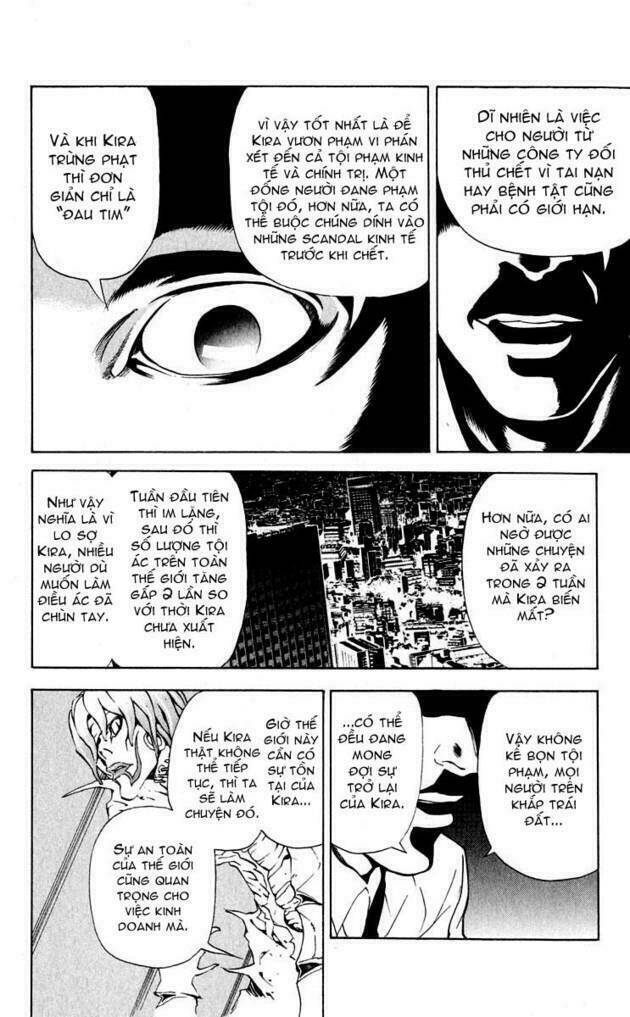 DĨ NHIÊN LÀ VIỆC
CHO NGƯỜI TỪ
NHỮNG CÔNG TY ĐỐI
THỦ CHẾT VÌ TAI NẠN
HAY BỆNH TẬT CŨNG
PHẢI CÓ GIỚI HẠN.
VÌ VẬY TỐT NHẤT LÀ ĐỂ
KIRA VƯƠN PHẠM VI PHÁN
XÉT ĐẾN CẢ TỘI PHẠM KINH
TẾ VÀ CHÍNH TRỊ. MỘT
ĐỐNG NGƯỜI ĐANG PHẠM
TỘI ĐÓ, HƠN NỮA, TA CÓ
THỂ BUỘC CHÚNG DÍNH VÀO
NHỮNG SCANDAL KINH TẾ
TRƯỚC KHI CHẾT.
VÀ KHI KIRA
TRỪNG PHẠT
THÌ ĐƠN
GIẢN CHỈ LÀ
"ĐAU TIM"
HƠN NỮA, CÓ AI
NGỜ ĐƯỢC
NHỮNG CHUYỆN
ĐÃ XẢY RA
TRONG 2 TUẦN
MÀ KIRA BIẾN
MẤT?
TUẦN ĐẦU TIÊN
THÌ IM LẶNG,
SAU ĐÓ THÌ
SỐ LƯỢNG TỘI
ÁC TRÊN TOÀN
THẾ GIỚI TĂNG
GẤP 2 LẦN SO
VỚI THỜI KIRA
CHƯA XUẤT
HIỆN.
NHƯ VẬY
NGHĨA LÀ VÌ
LO SỢ
KIRA, NHIỀU
NGƯỜI DÙ
MUỐN LÀM
ĐIỀU ÁC ĐÃ
CHÙN TAY.
VẬY KHÔNG
KỂ BỌN TỘI
PHẠM, MỌI
NGƯỜI TRÊN
KHẮP TRÁI
ĐẤT...
...CÓ THỂ
ĐỀU ĐANG
MONG
ĐỢI SỰ
TRỞ LẠI
CỦA KIRA.
GIỜ THẾ
GIỚI NÀY
CẦN CÓ
SỰ TỒN
TẠI CỦA
KIRA...
NẾU KIRA
THẬT KHÔNG
THỂ TIẾP
TỤC, THÌ TA
SẼ LÀM
CHUYỆN ĐÓ.
SỰ AN TOÀN
CỦA THẾ GIỚI
CŨNG QUAN
TRỌNG CHO
VIỆC KINH
DOANH MÀ.